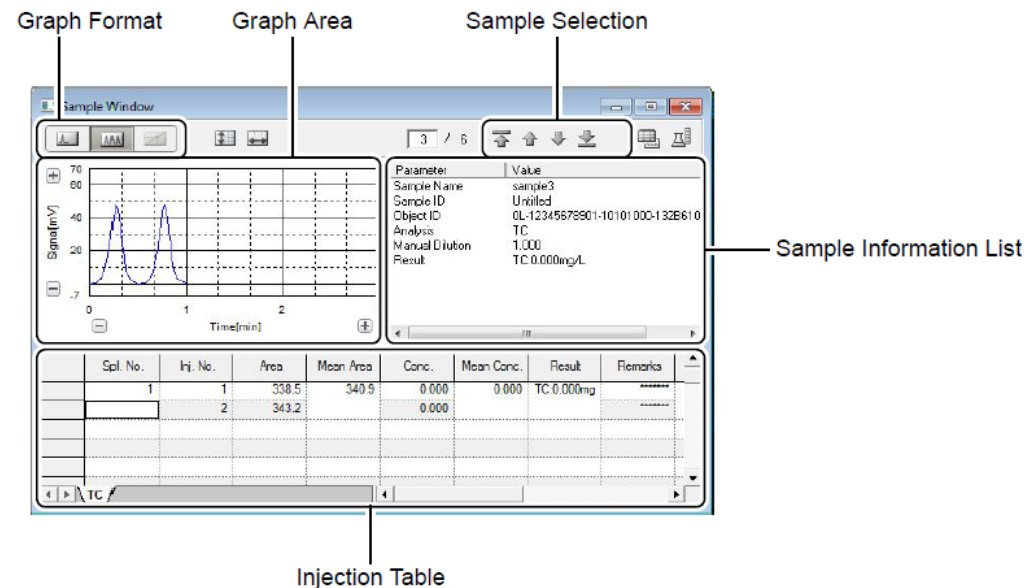 Graph Format Graph Area Sample Selection
Sample Window
3 / 6
70
60
40
20
-7
Signal[mV]
0 1 2
Time[min]
Parameter Value
Sample Name sample3
Sample ID Untitled
Object ID 0L-12345678901-10101000-132B610
Analysis TC
Manual Dilution 1.000
Result TC:0.000mg/L
Sample Information List
Spl. No. Inj. No. Area Mean Area Conc. Mean Conc. Result Remarks
1 1 338.5 340.9 0.000 0.000 TC:0.000mg *******
2 343.2 0.000 *******
TC
Injection Table